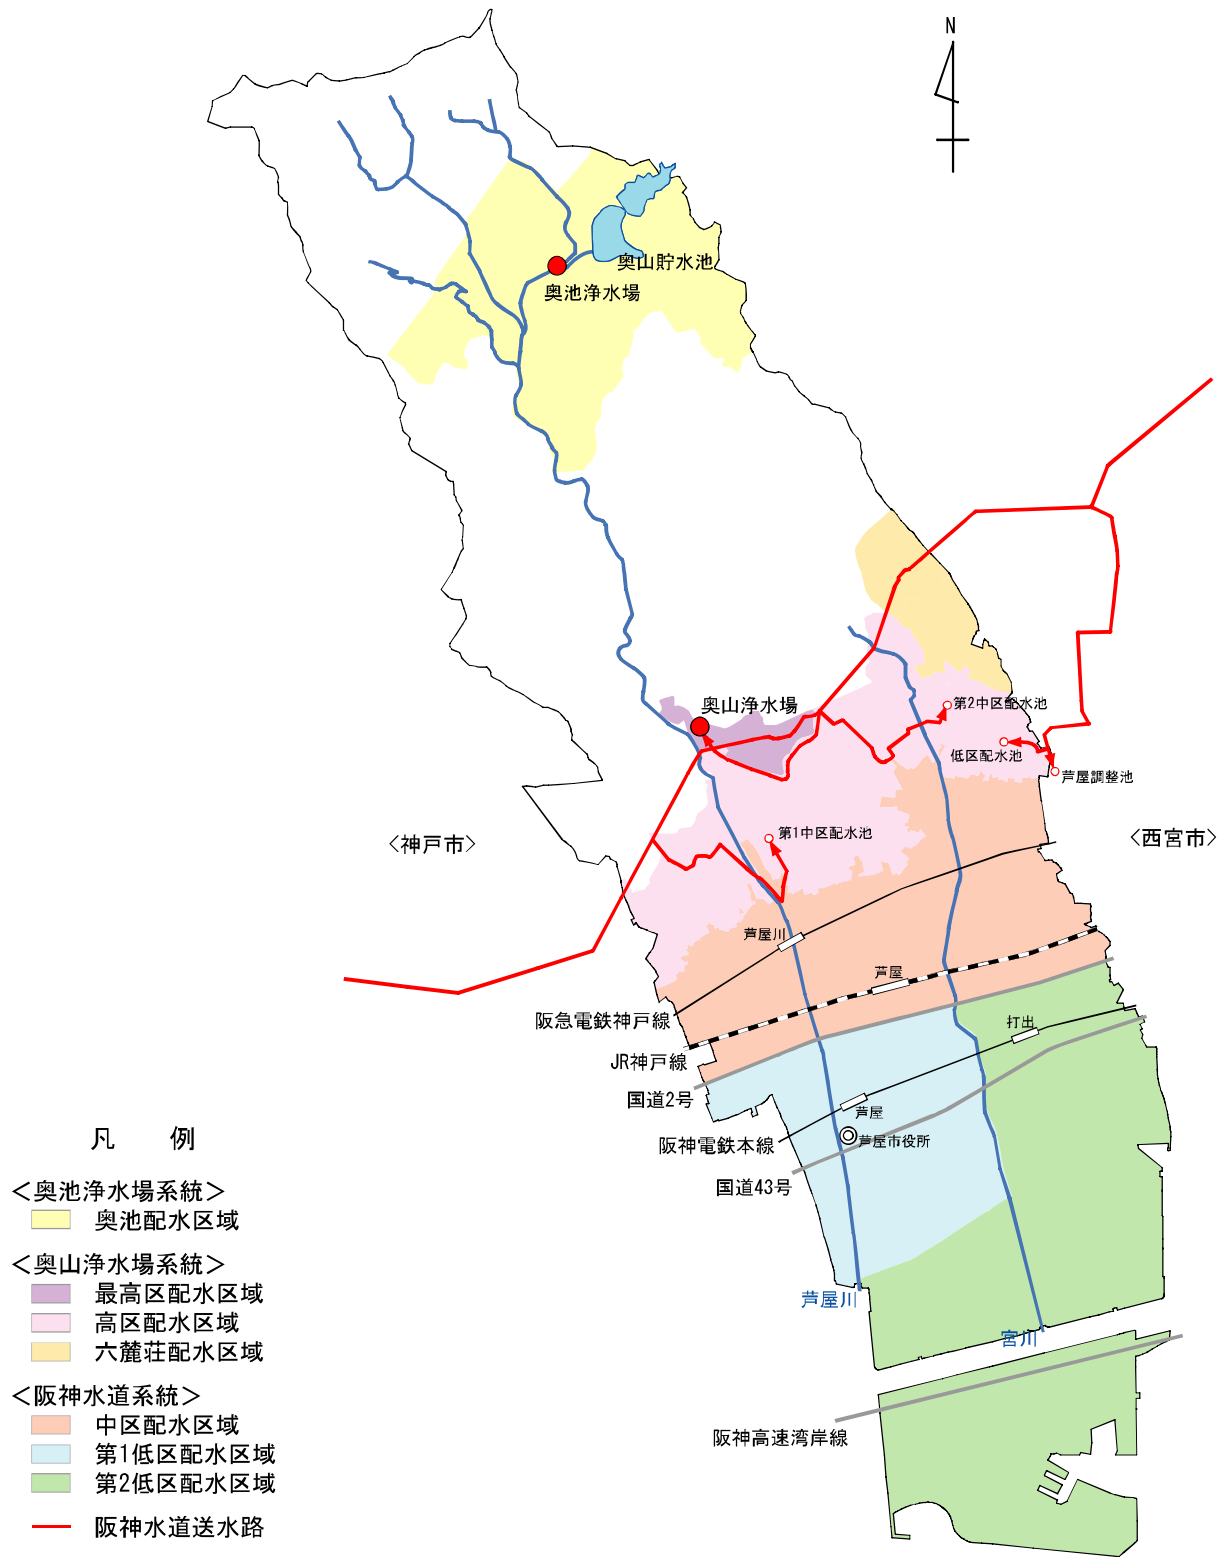 N
奥山貯水池
奥池浄水場
奥山浄水場
第2中区配水池
低区配水池
芦屋調整池
第1中区配水池
<神戸市>
<西宮市>
芦屋川
芦屋
阪急電鉄神戸線
打出
JR神戸線
国道2号
芦屋
阪神電鉄本線
芦屋市役所
国道43号
芦屋川
宮川
阪神高速湾岸線
凡 例
<奥池浄水場系統>
奥池配水区域
<奥山浄水場系統>
最高区配水区域
高区配水区域
六麓荘配水区域
<阪神水道系統>
中区配水区域
第1低区配水区域
第2低区配水区域
阪神水道送水路